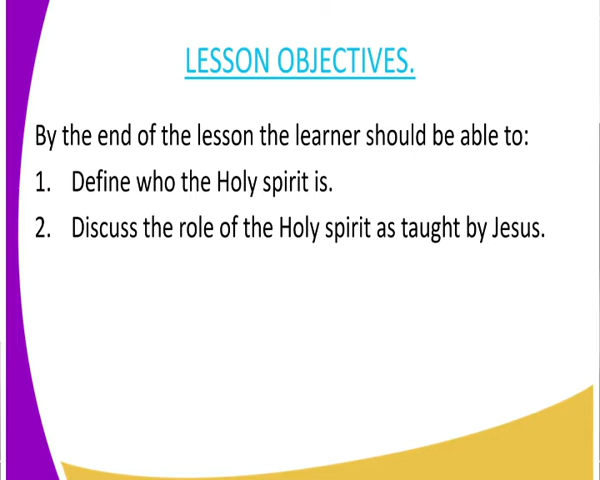 LESSON OBJECTIVES.
By the end of the lesson the learner should be able to:
1. Define who the Holy spirit is.
2. Discuss the role of the Holy spirit as taught by Jesus.